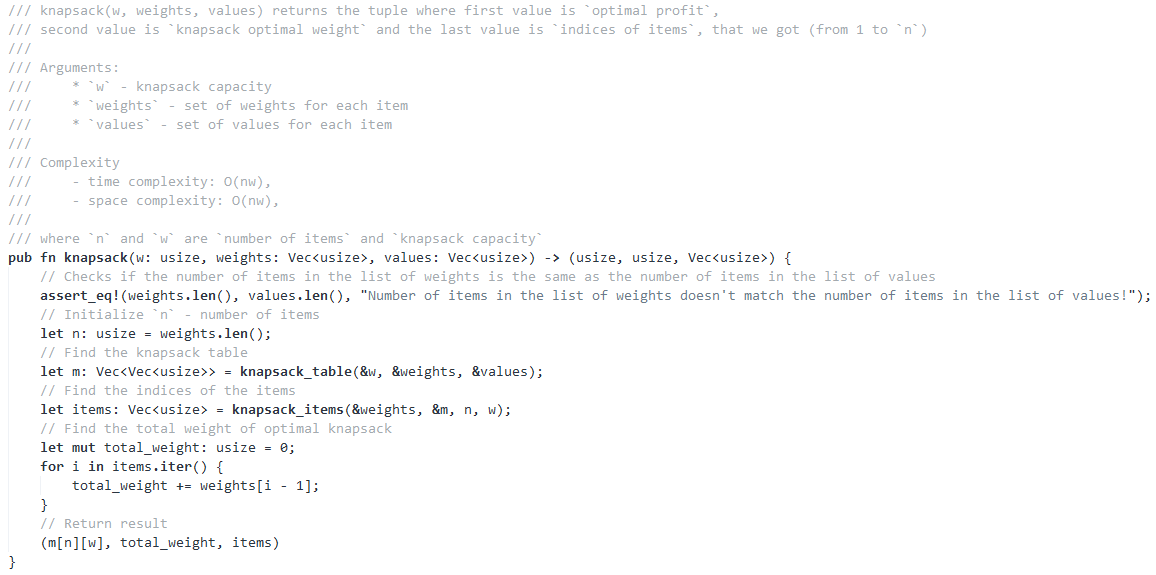 /// knapsack(w, weights, values) returns the tuple where first value is `optimal profit`,
/// second value is `knapsack optimal weight` and the last value is `indices of items`, that we got (from 1 to `n`)
///
/// Arguments:
///     * `w` - knapsack capacity
///     * `weights` - set of weights for each item
///     * `values` - set of values for each item
///
/// Complexity
///     - time complexity: O(nw),
///     - space complexity: O(nw),
///
/// where `n` and `w` are `number of items` and `knapsack capacity`
pub fn knapsack(w: usize, weights: Vec<usize>, values: Vec<usize>) -> (usize, usize, Vec<usize>) {
    // Checks if the number of items in the list of weights is the same as the number of items in the list of values
    assert_eq!(weights.len(), values.len(), "Number of items in the list of weights doesn't match the number of items in the list of values!");
    // Initialize `n` - number of items
    let n: usize = weights.len();
    // Find the knapsack table
    let m: Vec<Vec<usize>> = knapsack_table(&w, &weights, &values);
    // Find the indices of the items
    let items: Vec<usize> = knapsack_items(&weights, &m, n, w);
    // Find the total weight of optimal knapsack
    let mut total_weight: usize = 0;
    for i in items.iter() {
        total_weight += weights[i - 1];
    }
    // Return result
    (m[n][w], total_weight, items)
}